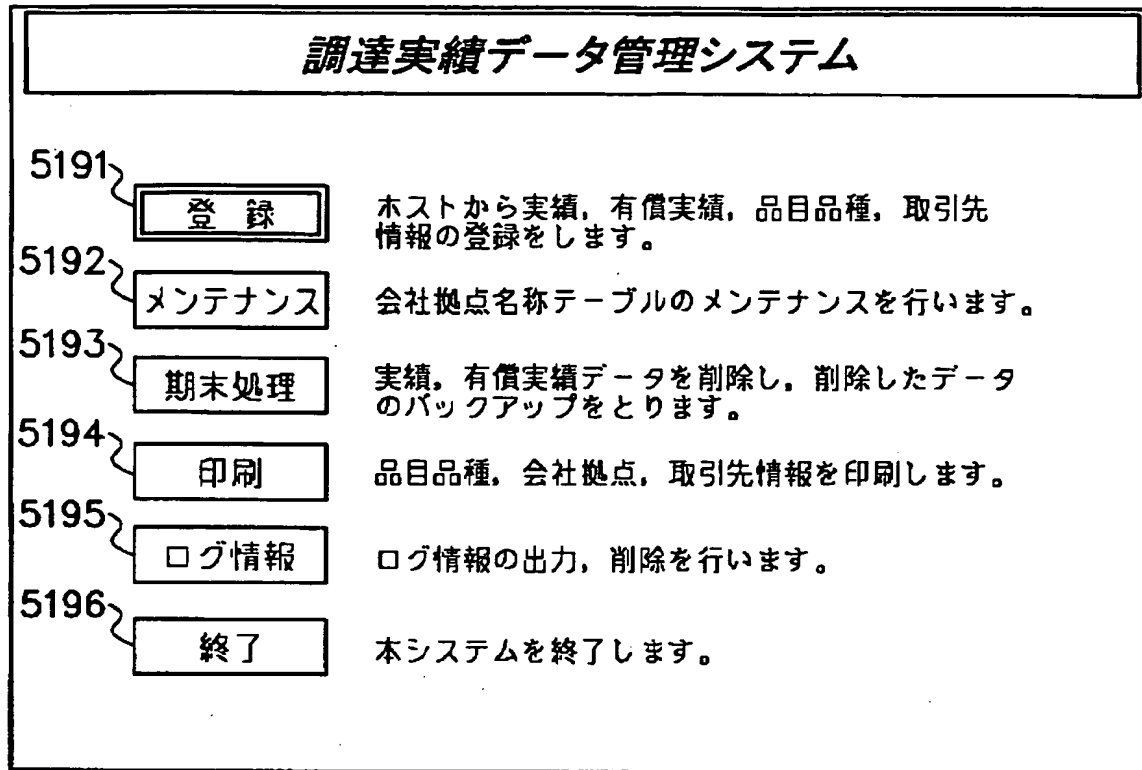 調達実績データ管理システム
5191
登録 ホストから実績，有償実績，品目品種，取引先
情報の登録をします。
5192
メンテナンス 会社拠点名称テーブルのメンテナンスを行います。
5193
期末処理 実績，有償実績データを削除し，削除したデータ
のバックアップをとります。
5194
印刷 品目品種，会社拠点，取引先情報を印刷します。
5195
ログ情報 ログ情報の出力，削除を行います。
5196
終了 本システムを終了します。